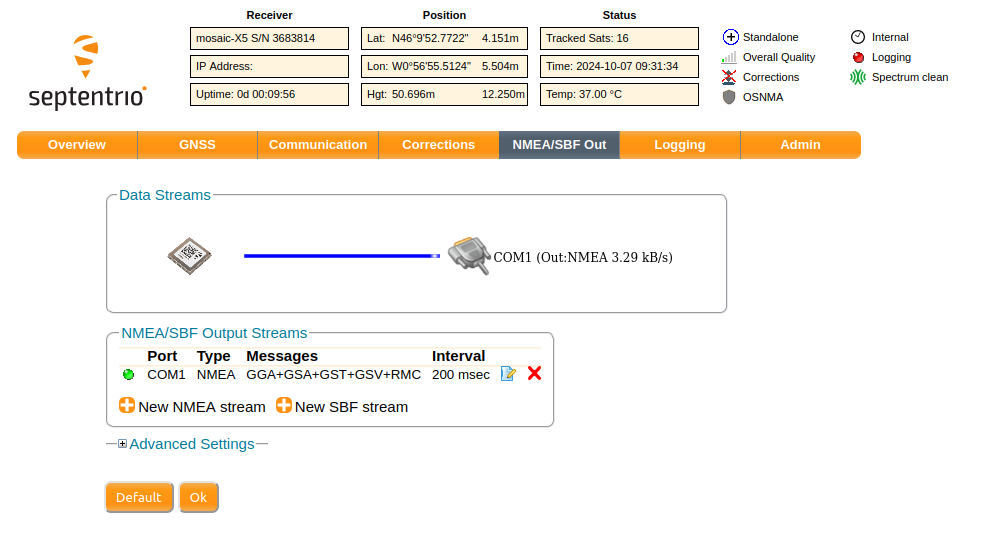 Receiver
Position
Status
septentrio
mosaic-X5 S/N 3683814
Lat: N46°9'52.7722" 4.151m
Tracked Sats: 16
IP Address:
Lon: W0°56'55.5124" 5.504m
Time: 2024-10-07 09:31:34
Uptime: 0d 00:09:56
Hgt: 50.696m 12.250m
Temp: 37.00 °C
Standalone
Internal
Overall Quality
Logging
Corrections
Spectrum clean
OSNMA
Overview GNSS Communication Corrections NMEA/SBF Out Logging Admin
Data Streams
COM1 (Out:NMEA 3.29 kB/s)
NMEA/SBF Output Streams
Port Type Messages Interval
COM1 NMEA GGA+GSA+GST+GSV+RMC 200 msec
New NMEA stream New SBF stream
Advanced Settings
Default Ok